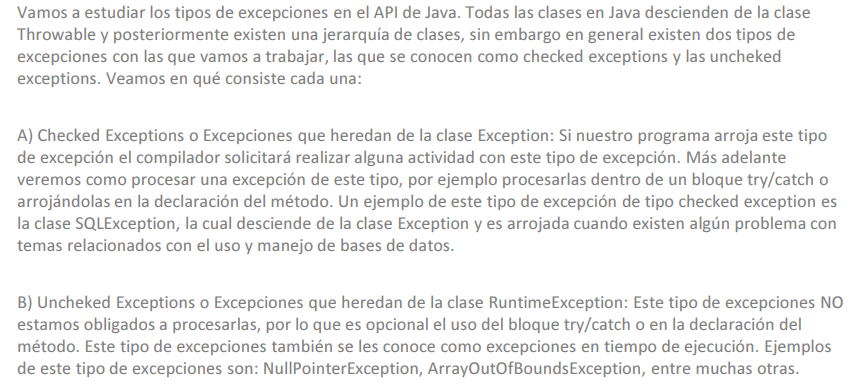 Vamos a estudiar los tipos de excepciones en el API de Java. Todas las clases en Java descienden de la clase
Throwable y posteriormente existen una jerarquía de clases, sin embargo en general existen dos tipos de
excepciones con las que vamos a trabajar, las que se conocen como checked exceptions y las uncheked
exceptions. Veamos en qué consiste cada una:
A) Checked Exceptions o Excepciones que heredan de la clase Exception: Si nuestro programa arroja este tipo
de excepción el compilador solicitará realizar alguna actividad con este tipo de excepción. Más adelante
veremos como procesar una excepción de este tipo, por ejemplo procesarlas dentro de un bloque try/catch o
arrojándolas en la declaración del método. Un ejemplo de este tipo de excepción de tipo checked exception es
la clase SQLException, la cual desciende de la clase Exception y es arrojada cuando existen algún problema con
temas relacionados con el uso y manejo de bases de datos.
B) Uncheked Exceptions o Excepciones que heredan de la clase RuntimeException: Este tipo de excepciones NO
estamos obligados a procesarlas, por lo que es opcional el uso del bloque try/catch o en la declaración del
método. Este tipo de excepciones también se les conoce como excepciones en tiempo de ejecución. Ejemplos
de este tipo de excepciones son: NullPointerException, ArrayOutOfBoundsException, entre muchas otras.